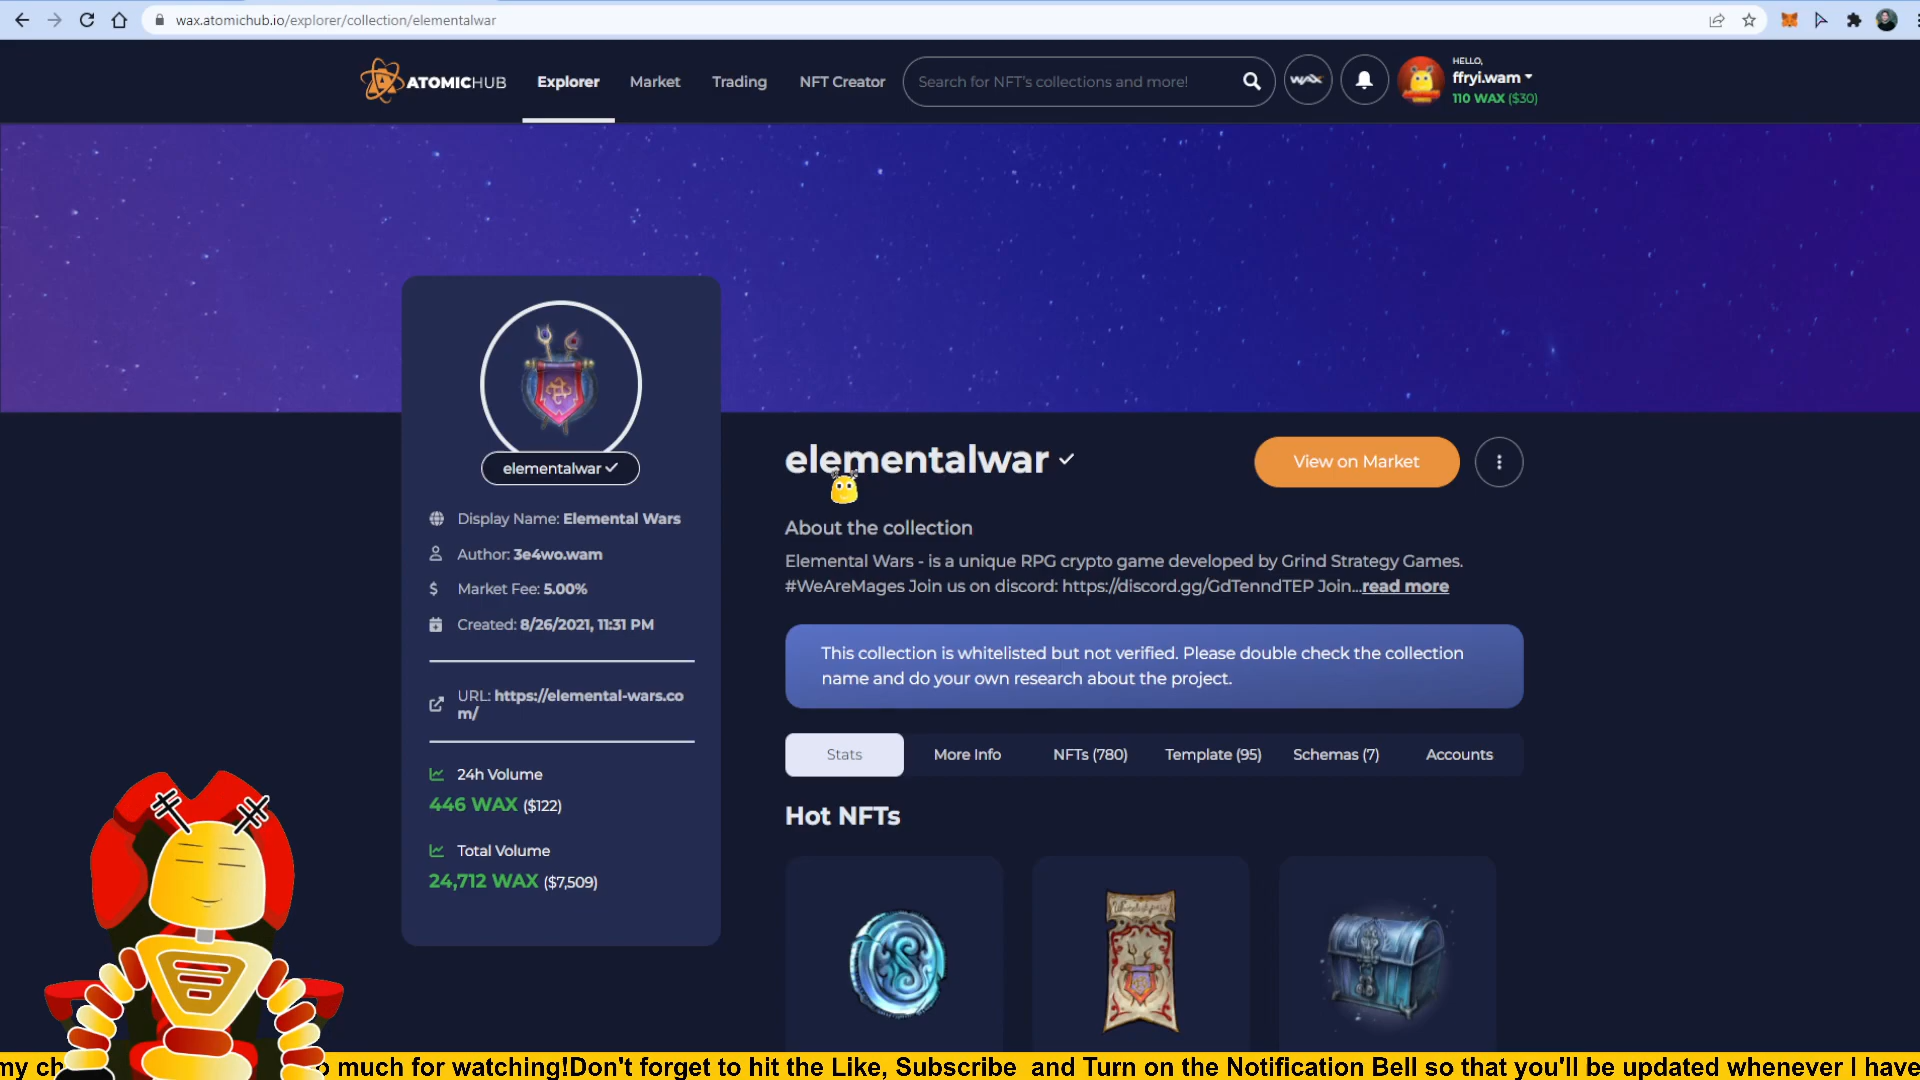 wax.atomichub.io/explorer/collection/elementalwar
ATOMICHUB
Explorer
Market
Trading
NFT Creator
Search for NFT's collections and more!
WAX
HELLO,
ffryi.wam
110 WAX ($30)
elementalwar
Display Name: Elemental Wars
Author: 3e4wo.wam
Market Fee: 5.00%
Created: 8/26/2021, 11:31 PM
URL: https://elemental-wars.co
m/
24h Volume
446 WAX ($122)
Total Volume
24,712 WAX ($7,509)
elementalwar
View on Market
About the collection
Elemental Wars - is a unique RPG crypto game developed by Grind Strategy Games.
#WeAreMages Join us on discord: https://discord.gg/GdTenndTEP Join...read more
This collection is whitelisted but not verified. Please double check the collection
name and do your own research about the project.
Stats
More Info
NFTs (780)
Template (95)
Schemas (7)
Accounts
Hot NFTs
my ch o much for watching!Don't forget to hit the Like, Subscribe and Turn on the Notification Bell so that you'll be updated whenever I have